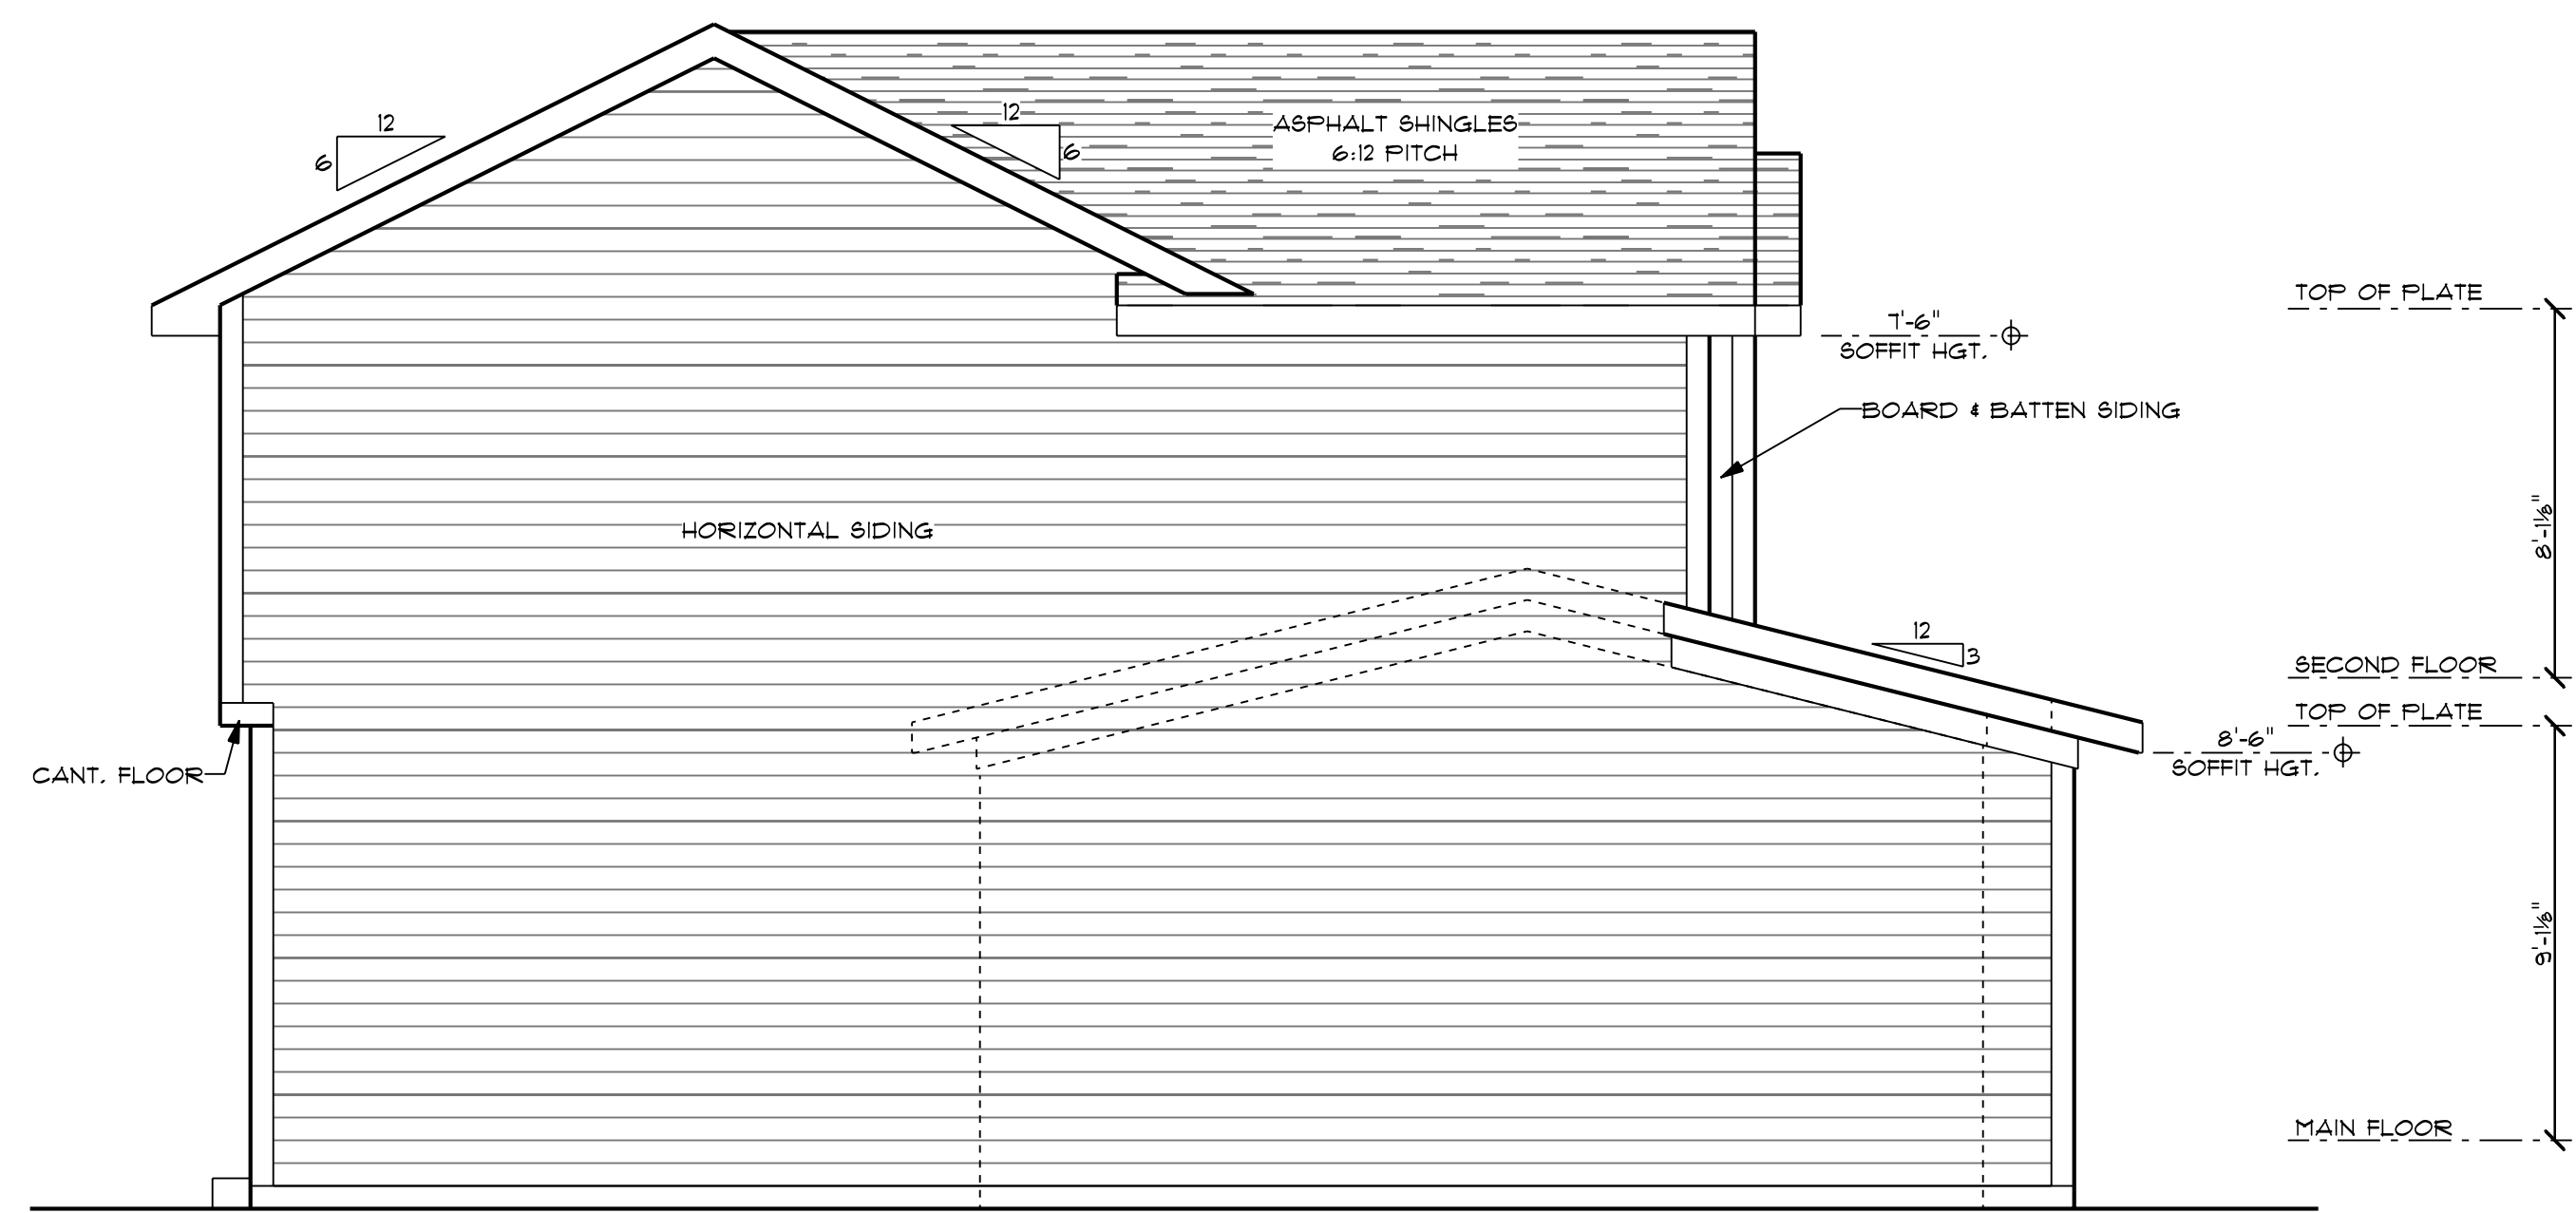 12
6
12
6
ASPHALT SHINGLES
6:12 PITCH
TOP OF PLATE
7'-6"
SOFFIT HGT.
BOARD & BATTEN SIDING
8'-1⅛"
HORIZONTAL SIDING
12
3
SECOND FLOOR
TOP OF PLATE
8'-6"
SOFFIT HGT.
CANT. FLOOR
9'-1⅛"
MAIN FLOOR